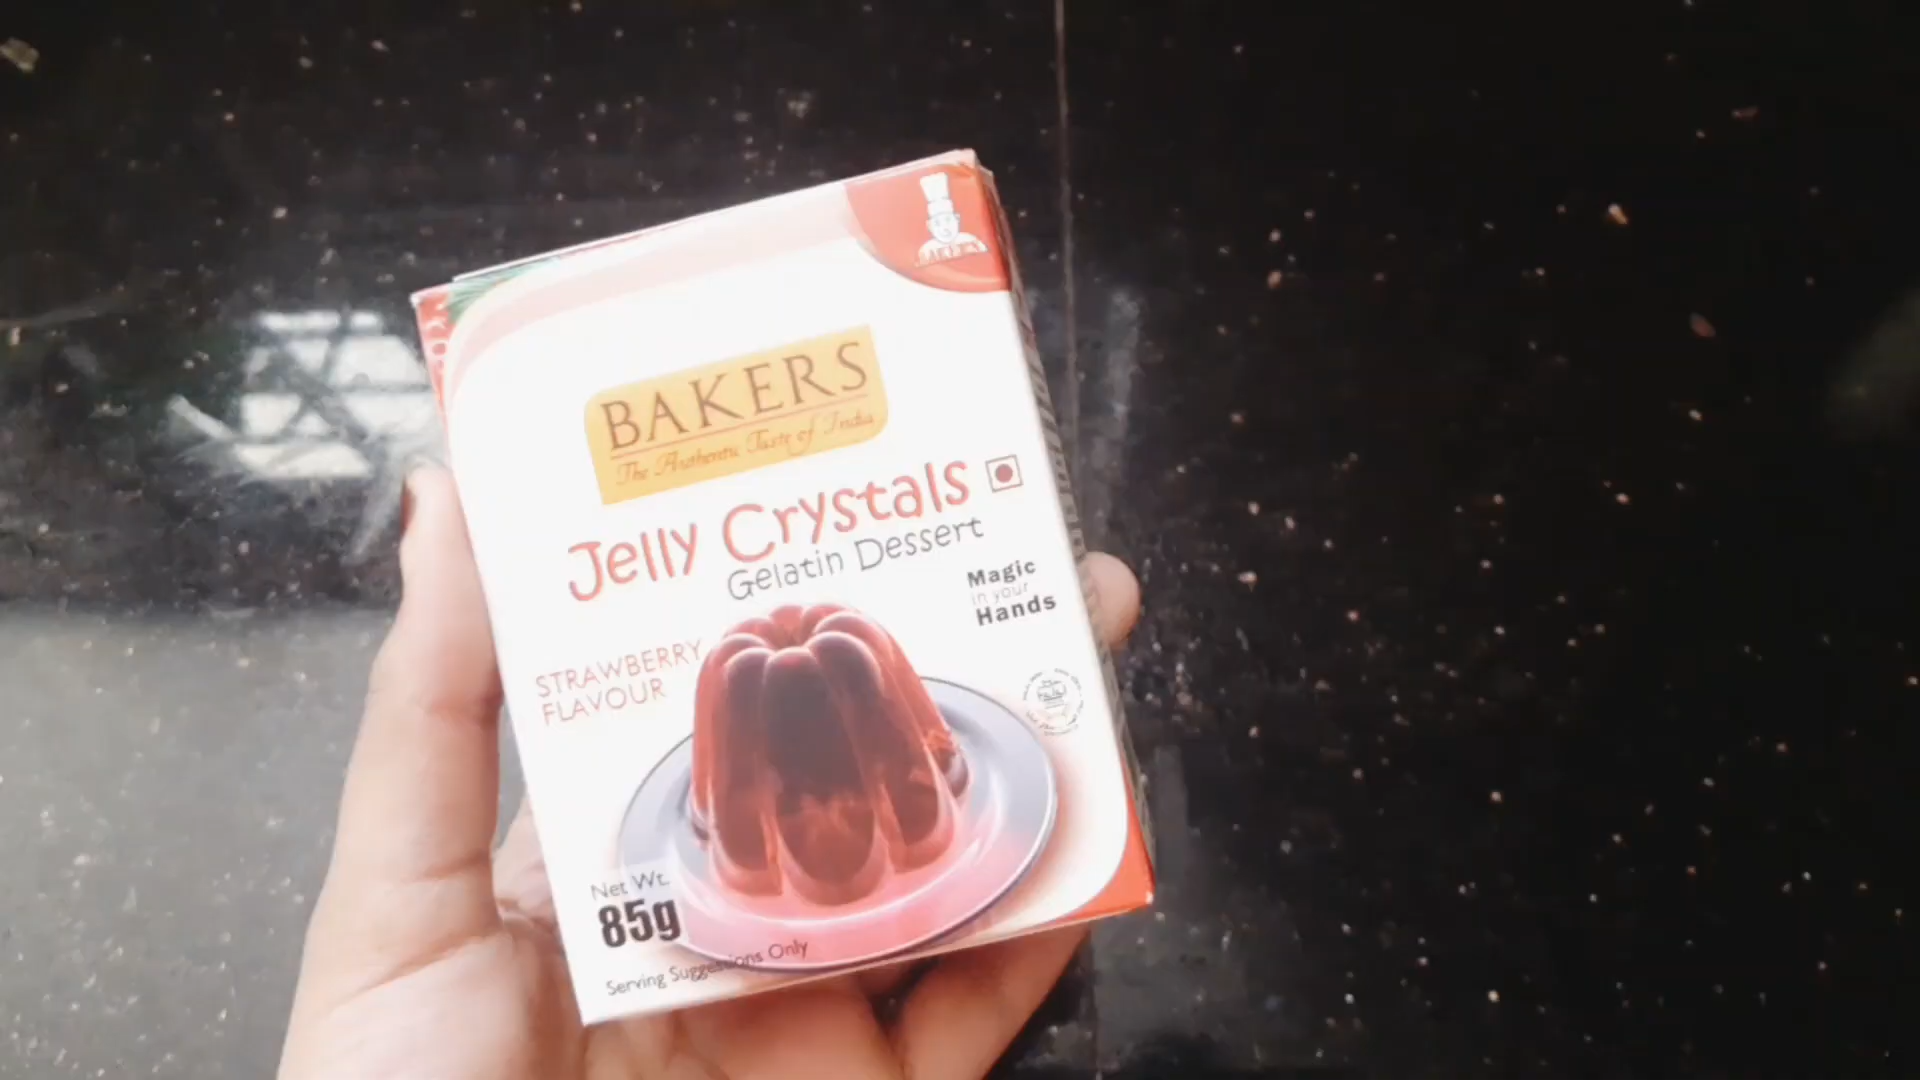 BAKER'S
BAKERS
The Authentic Taste of India
Jelly Crystals
Gelatin Dessert
Magic
in your
Hands
STRAWBERRY
FLAVOUR
Net Wt.
85g
Serving Suggestions Only